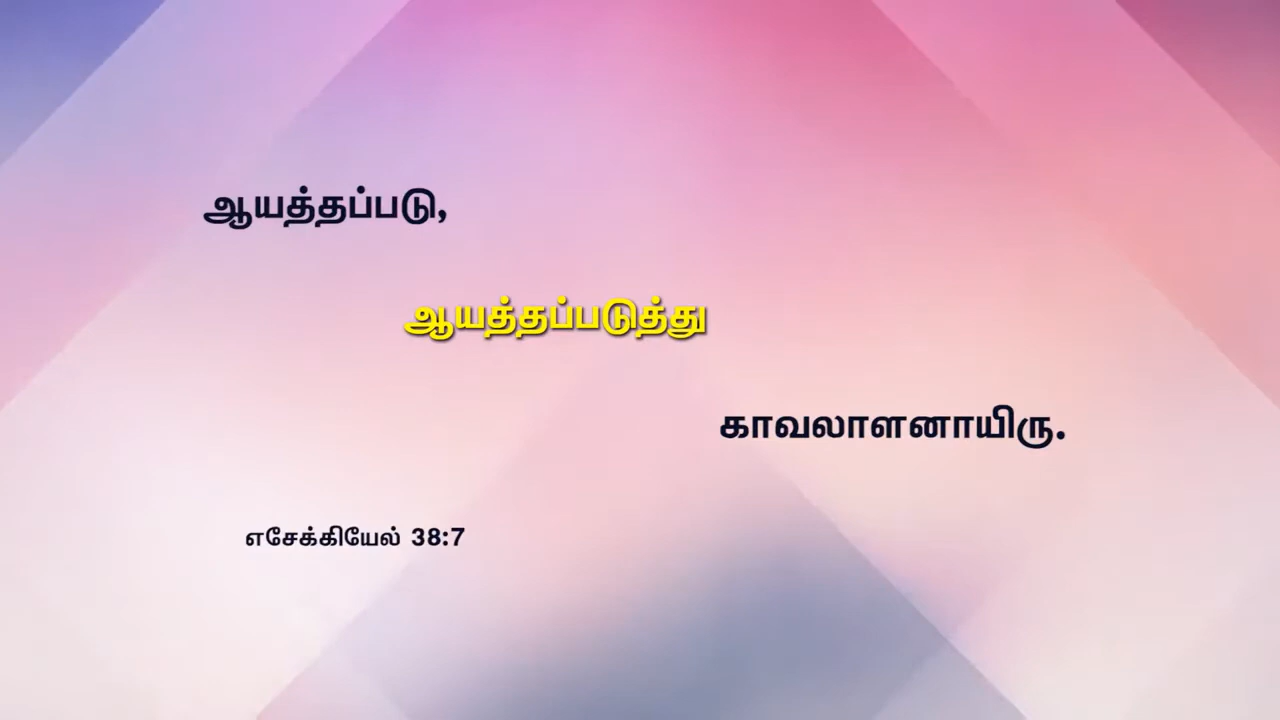 ஆயத்தப்படு,
ஆயத்தப்படுத்து
காவலாளனாயிரு.
எசேக்கியேல் 38:7